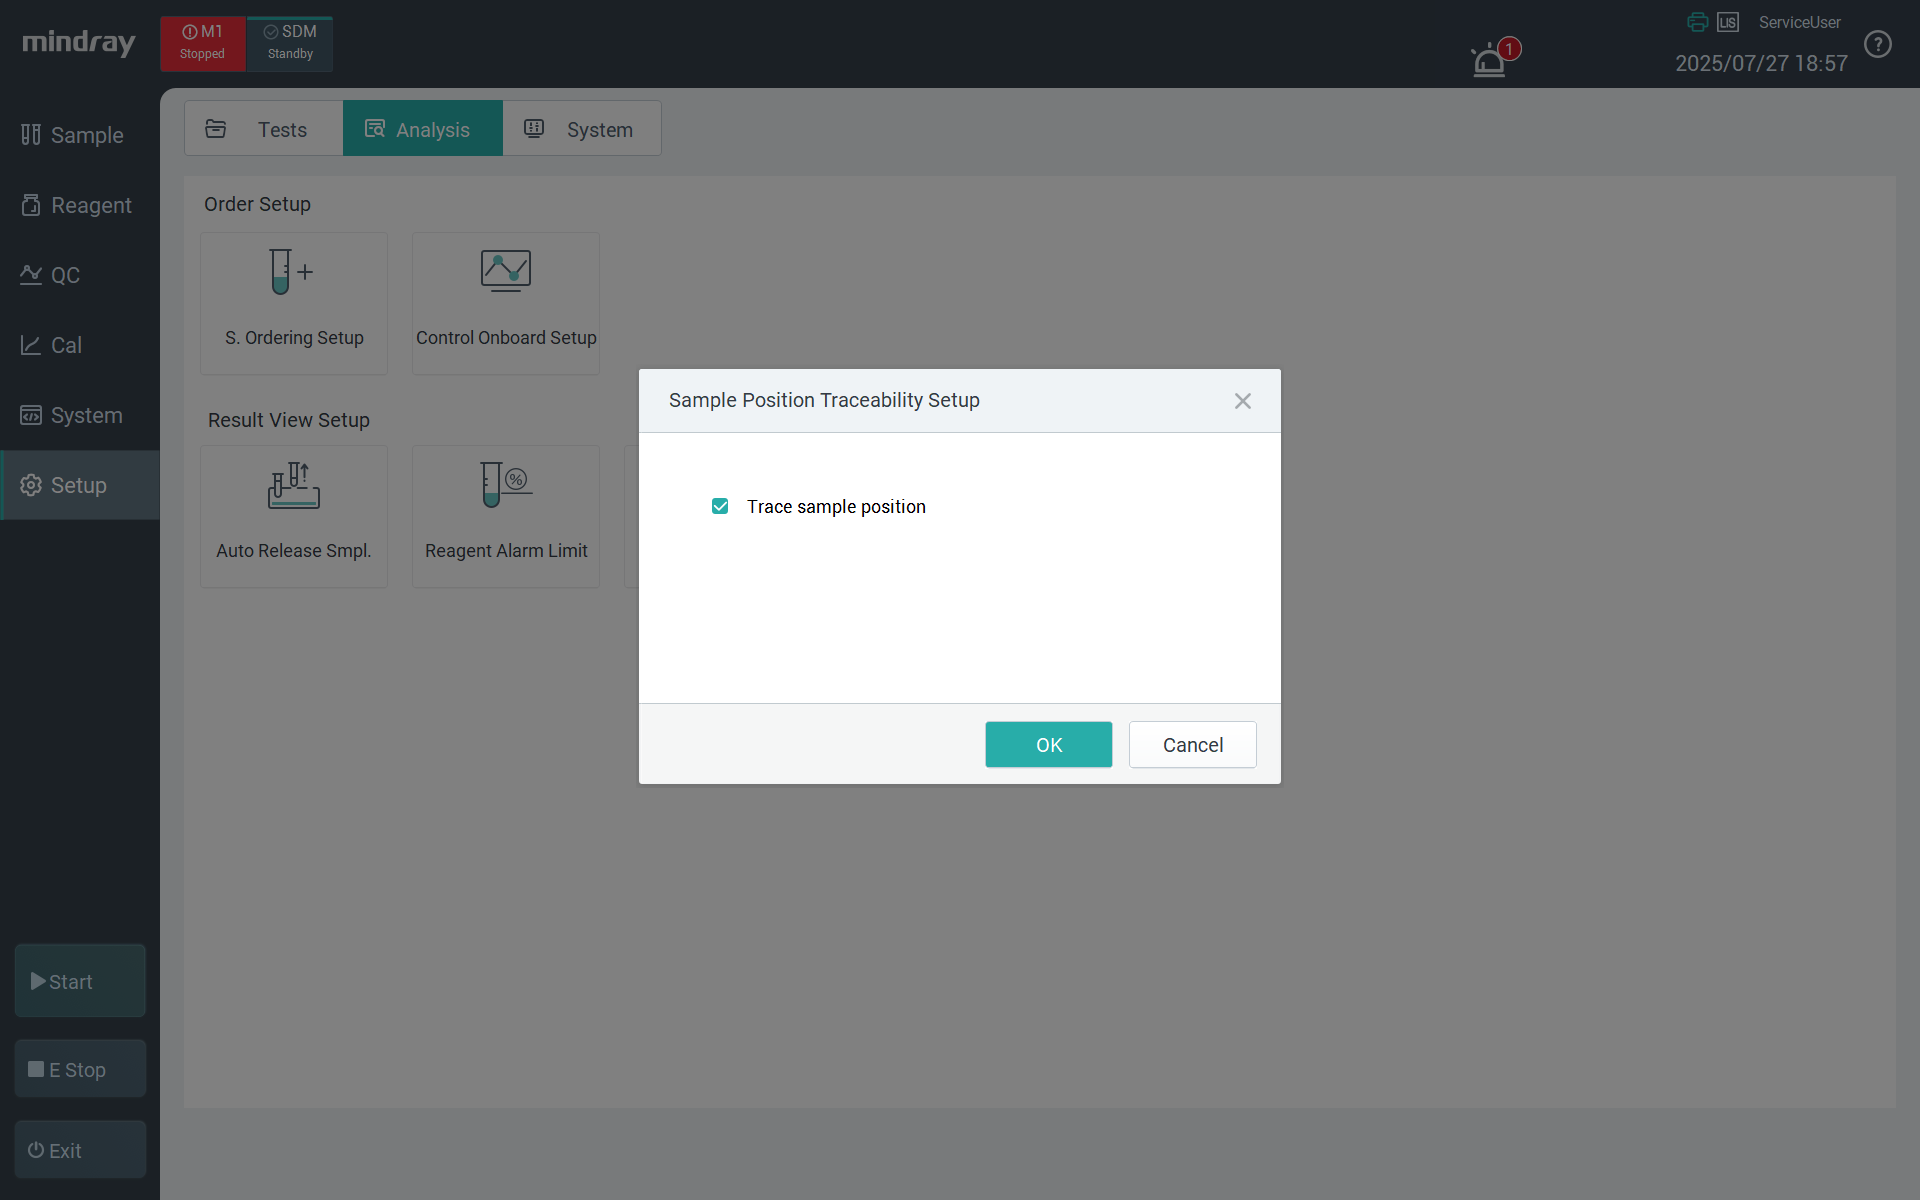 mindray
M1
Stopped
SDM
Standby
1
LIS
ServiceUser
2025/07/27 18:57
?
Sample
Reagent
QC
Cal
System
Setup
Start
E Stop
Exit
Tests
Analysis
System
Order Setup
S. Ordering Setup
Control Onboard Setup
Result View Setup
Auto Release Smpl.
%
Reagent Alarm Limit
Sample Position Traceability Setup
Trace sample position
OK
Cancel